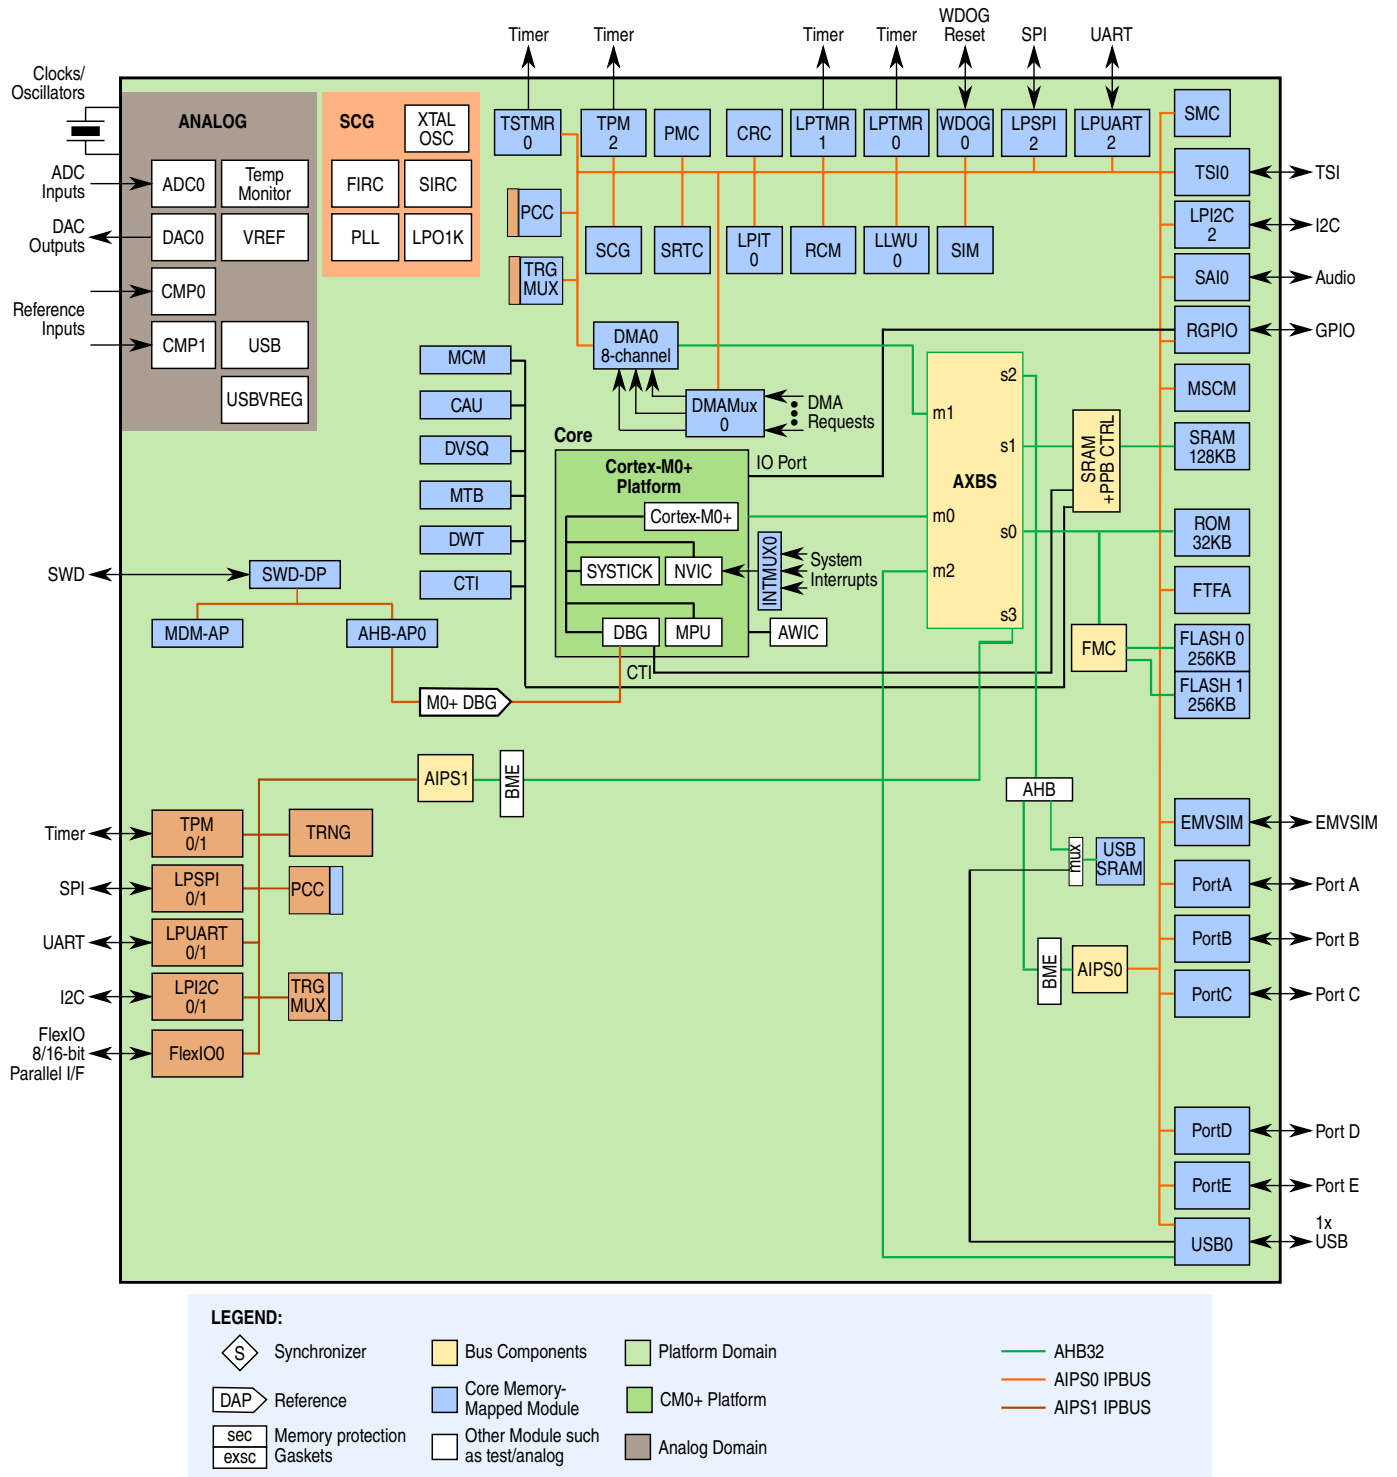 Timer
Timer
Timer
Timer
WDOG
Reset
SPI
UART
Clocks/
Oscillators
ADC
Inputs
DAC
Outputs
Reference
Inputs
ANALOG
ADC0
Temp
Monitor
DAC0
VREF
CMP0
CMP1
USB
USBVREG
SCG
XTAL
OSC
FIRC
SIRC
PLL
LPO1K
TSTMR
0
TPM
2
PMC
CRC
LPTMR
1
LPTMR
0
WDOG
0
LPSPI
2
LPUART
2
PCC
TRG
MUX
SCG
SRTC
LPIT
0
RCM
LLWU
0
SIM
SMC
TSI0
TSI
LPI2C
2
I2C
SAI0
Audio
RGPIO
GPIO
MSCM
SRAM
128KB
ROM
32KB
FTFA
FLASH 0
256KB
FLASH 1
256KB
DMA0
8-channel
DMAMux
0
DMA
Requests
MCM
CAU
DVSQ
MTB
DWT
CTI
Core
Cortex-M0+
Platform
Cortex-M0+
SYSTICK
NVIC
DBG
MPU
CTI
IO Port
INTMUX0
System
Interrupts
AWIC
m1
m0
m2
AXBS
s2
s1
s0
s3
SRAM
+PPB CTRL
FMC
SWD
SWD-DP
MDM-AP
AHB-AP0
M0+ DBG
AIPS1
BME
AHB
mux
USB
SRAM
BME
AIPS0
Timer
TPM
0/1
TRNG
SPI
LPSPI
0/1
PCC
UART
LPUART
0/1
I2C
LPI2C
0/1
TRG
MUX
FlexIO
8/16-bit
Parallel I/F
FlexIO0
EMVSIM
EMVSIM
PortA
Port A
PortB
Port B
PortC
Port C
PortD
Port D
PortE
Port E
USB0
1x
USB
LEGEND:
S
Synchronizer
DAP
Reference
sec
exsc
Memory protection
Gaskets
Bus Components
Core Memory-
Mapped Module
Other Module such
as test/analog
Platform Domain
CM0+ Platform
Analog Domain
AHB32
AIPS0 IPBUS
AIPS1 IPBUS